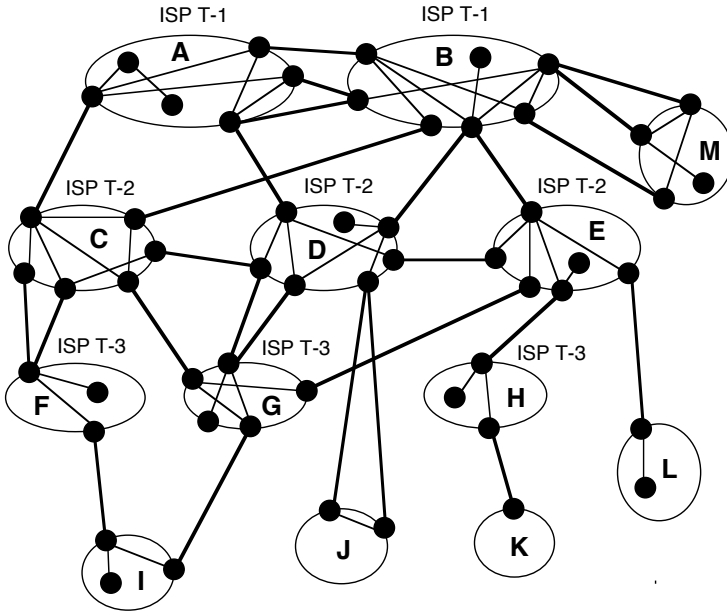 ISP T-1
ISP T-1
A
B
M
ISP T-2
ISP T-2
ISP T-2
C
D
E
ISP T-3
ISP T-3
ISP T-3
F
G
H
L
I
J
K